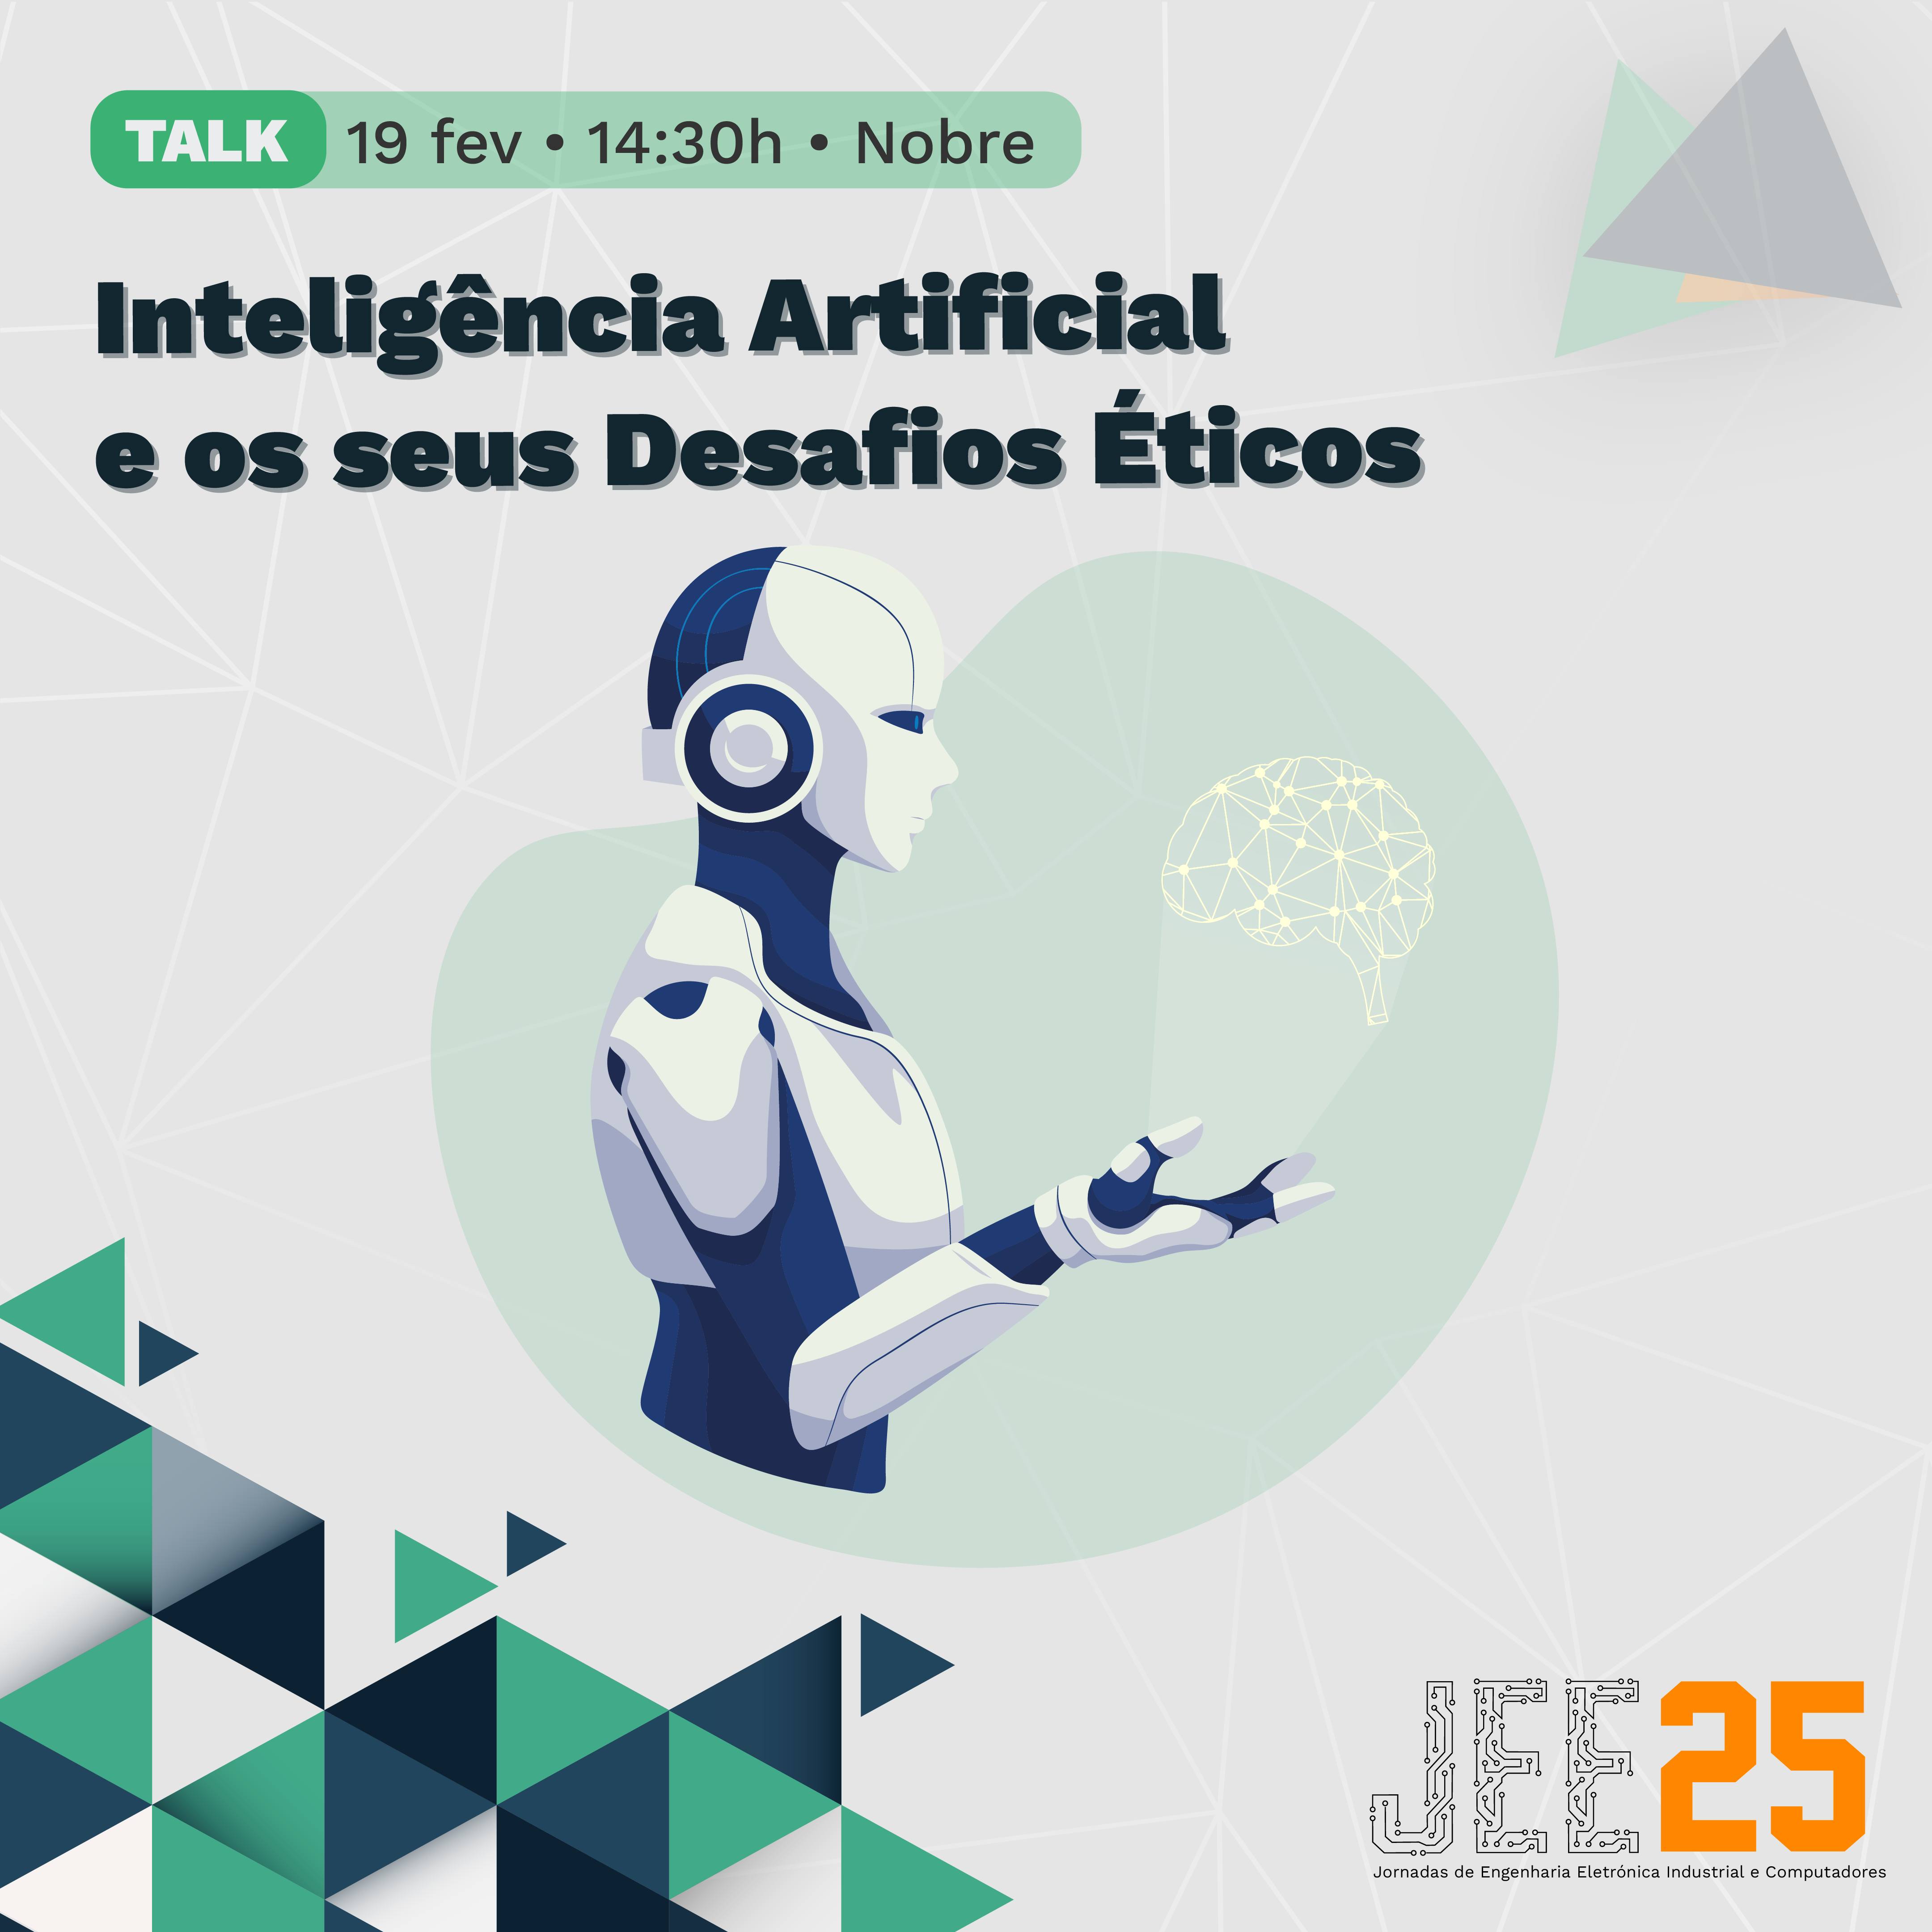 TALK 19 fev • 14:30h • Nobre
Inteligência Artificial
e os seus Desafios Éticos
JEE25
Jornadas de Engenharia Eletrónica Industrial e Computadores